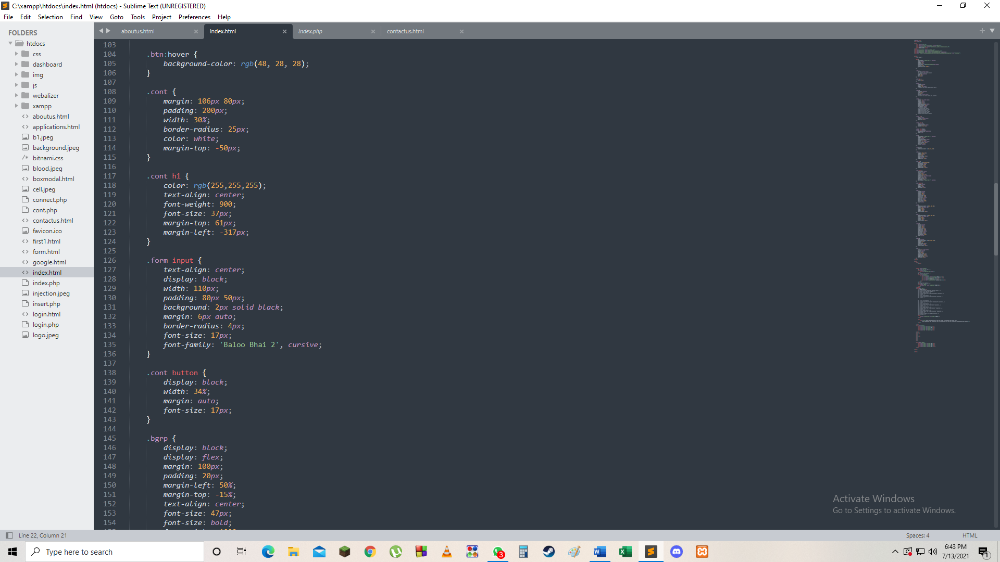 C:\xampp\htdocs\index.html (htdocs) - Sublime Text (UNREGISTERED)
File Edit Selection Find View Goto Tools Project Preferences Help
FOLDERS
htdocs
css
dashboard
img
js
webalizer
xampp
aboutus.html
applications.html
b1.jpeg
background.jpeg
bitnami.css
blood.jpeg
boxmodal.html
cell.jpeg
connect.php
cont.php
contactus.html
favicon.ico
first1.html
form.html
google.html
index.html
index.php
injection.jpeg
insert.php
login.html
login.php
logo.jpeg
aboutus.html index.html index.php contactus.html
103
104 .btn:hover {
105 background-color: rgb(48, 28, 28);
106 }
107
108 .cont {
109 margin: 106px 80px;
110 padding: 200px;
111 width: 30%;
112 border-radius: 25px;
113 color: white;
114 margin-top: -50px;
115 }
116
117 .cont h1 {
118 color: rgb(255,255,255);
119 text-align: center;
120 font-weight: 900;
121 font-size: 37px;
122 margin-top: 61px;
123 margin-left: -317px;
124 }
125
126 .form input {
127 text-align: center;
128 display: block;
129 width: 110px;
130 padding: 80px 50px;
131 background: 2px solid black;
132 margin: 6px auto;
133 border-radius: 4px;
134 font-size: 17px;
135 font-family: 'Baloo Bhai 2', cursive;
136 }
137
138 .cont button {
139 display: block;
140 width: 34%;
141 margin: auto;
142 font-size: 17px;
143 }
144
145 .bgrp {
146 display: block;
147 display: flex;
148 margin: 100px;
149 padding: 20px;
150 margin-left: 50%;
151 margin-top: -15%;
152 text-align: center;
153 font-size: 47px;
154 font-size: bold;
Activate Windows
Go to Settings to activate Windows.
Line 22, Column 21 Spaces: 4 HTML
Type here to search
3
6:43 PM
7/13/2021
1